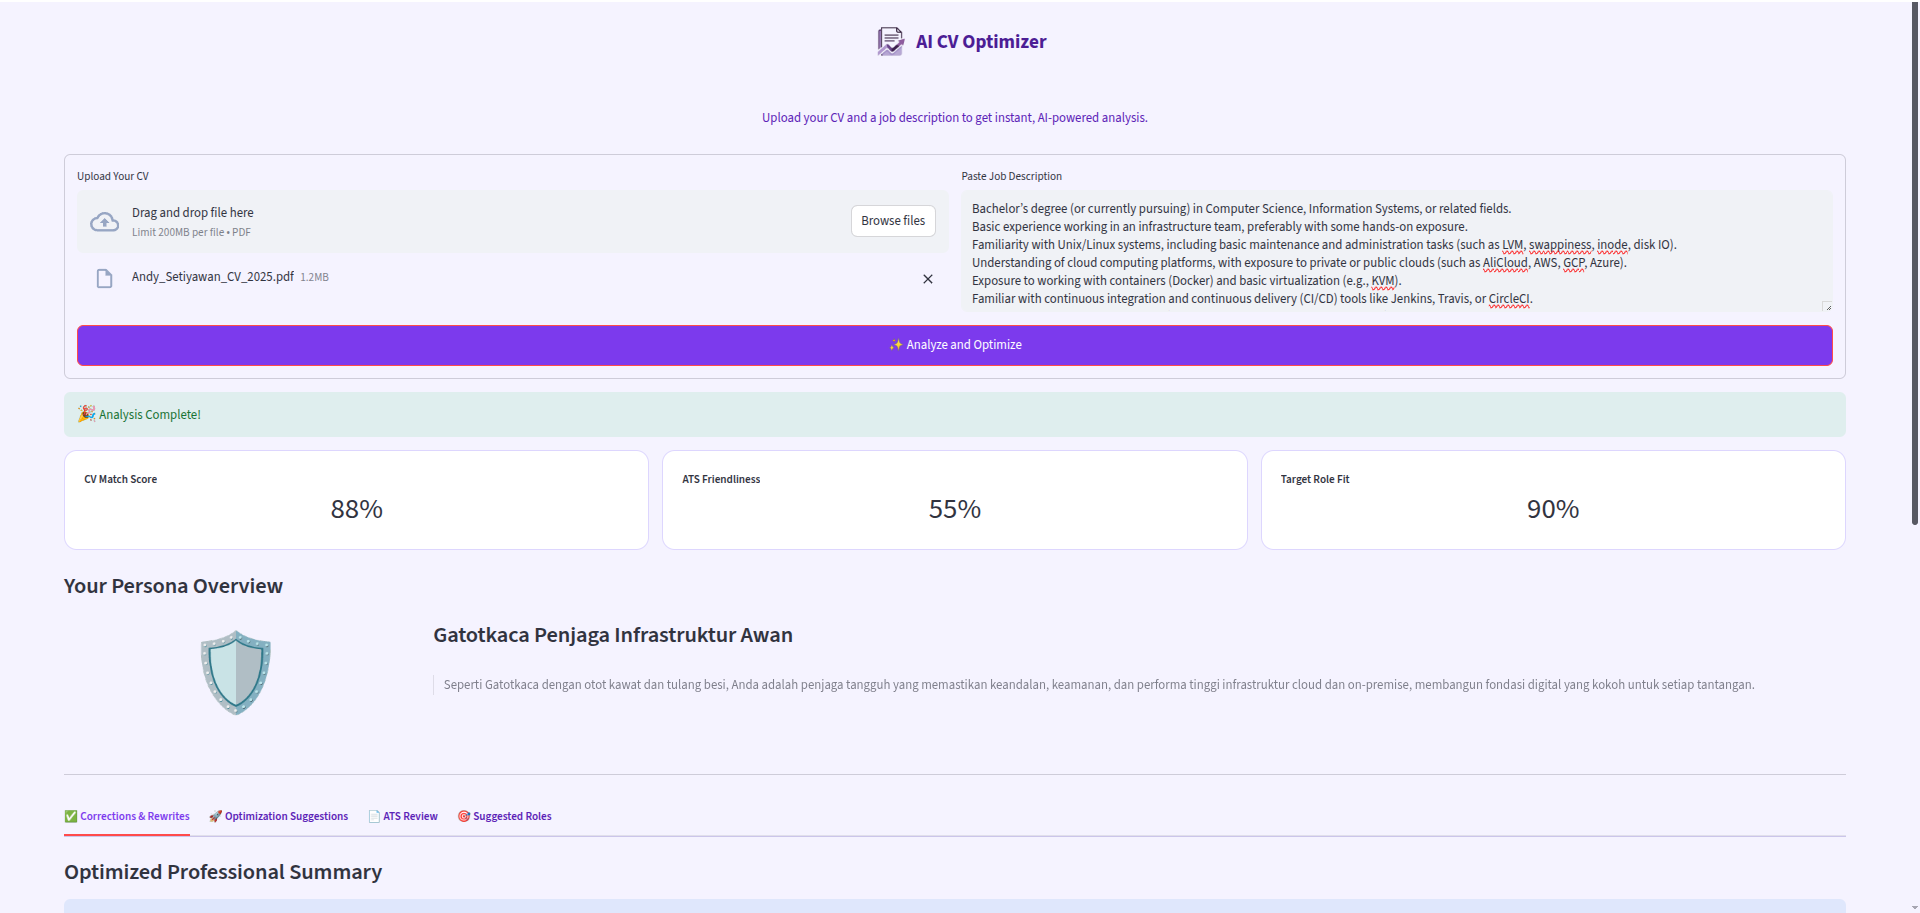 AI CV Optimizer
Upload your CV and a job description to get instant, AI-powered analysis.
Upload Your CV
Drag and drop file here
Limit 200MB per file • PDF
Browse files
Andy_Setiyawan_CV_2025.pdf 1.2MB
Paste Job Description
Bachelor's degree (or currently pursuing) in Computer Science, Information Systems, or related fields.
Basic experience working in an infrastructure team, preferably with some hands-on exposure.
Familiarity with Unix/Linux systems, including basic maintenance and administration tasks (such as LVM, swappiness, inode, disk IO).
Understanding of cloud computing platforms, with exposure to private or public clouds (such as AliCloud, AWS, GCP, Azure).
Exposure to working with containers (Docker) and basic virtualization (e.g., KVM).
Familiar with continuous integration and continuous delivery (CI/CD) tools like Jenkins, Travis, or CircleCI.
✨ Analyze and Optimize
🎉 Analysis Complete!
CV Match Score
88%
ATS Friendliness
55%
Target Role Fit
90%
Your Persona Overview
Gatotkaca Penjaga Infrastruktur Awan
Seperti Gatotkaca dengan otot kawat dan tulang besi, Anda adalah penjaga tangguh yang memastikan keandalan, keamanan, dan performa tinggi infrastruktur cloud dan on-premise, membangun fondasi digital yang kokoh untuk setiap tantangan.
✅ Corrections & Rewrites
🚀 Optimization Suggestions
📄 ATS Review
🎯 Suggested Roles
Optimized Professional Summary